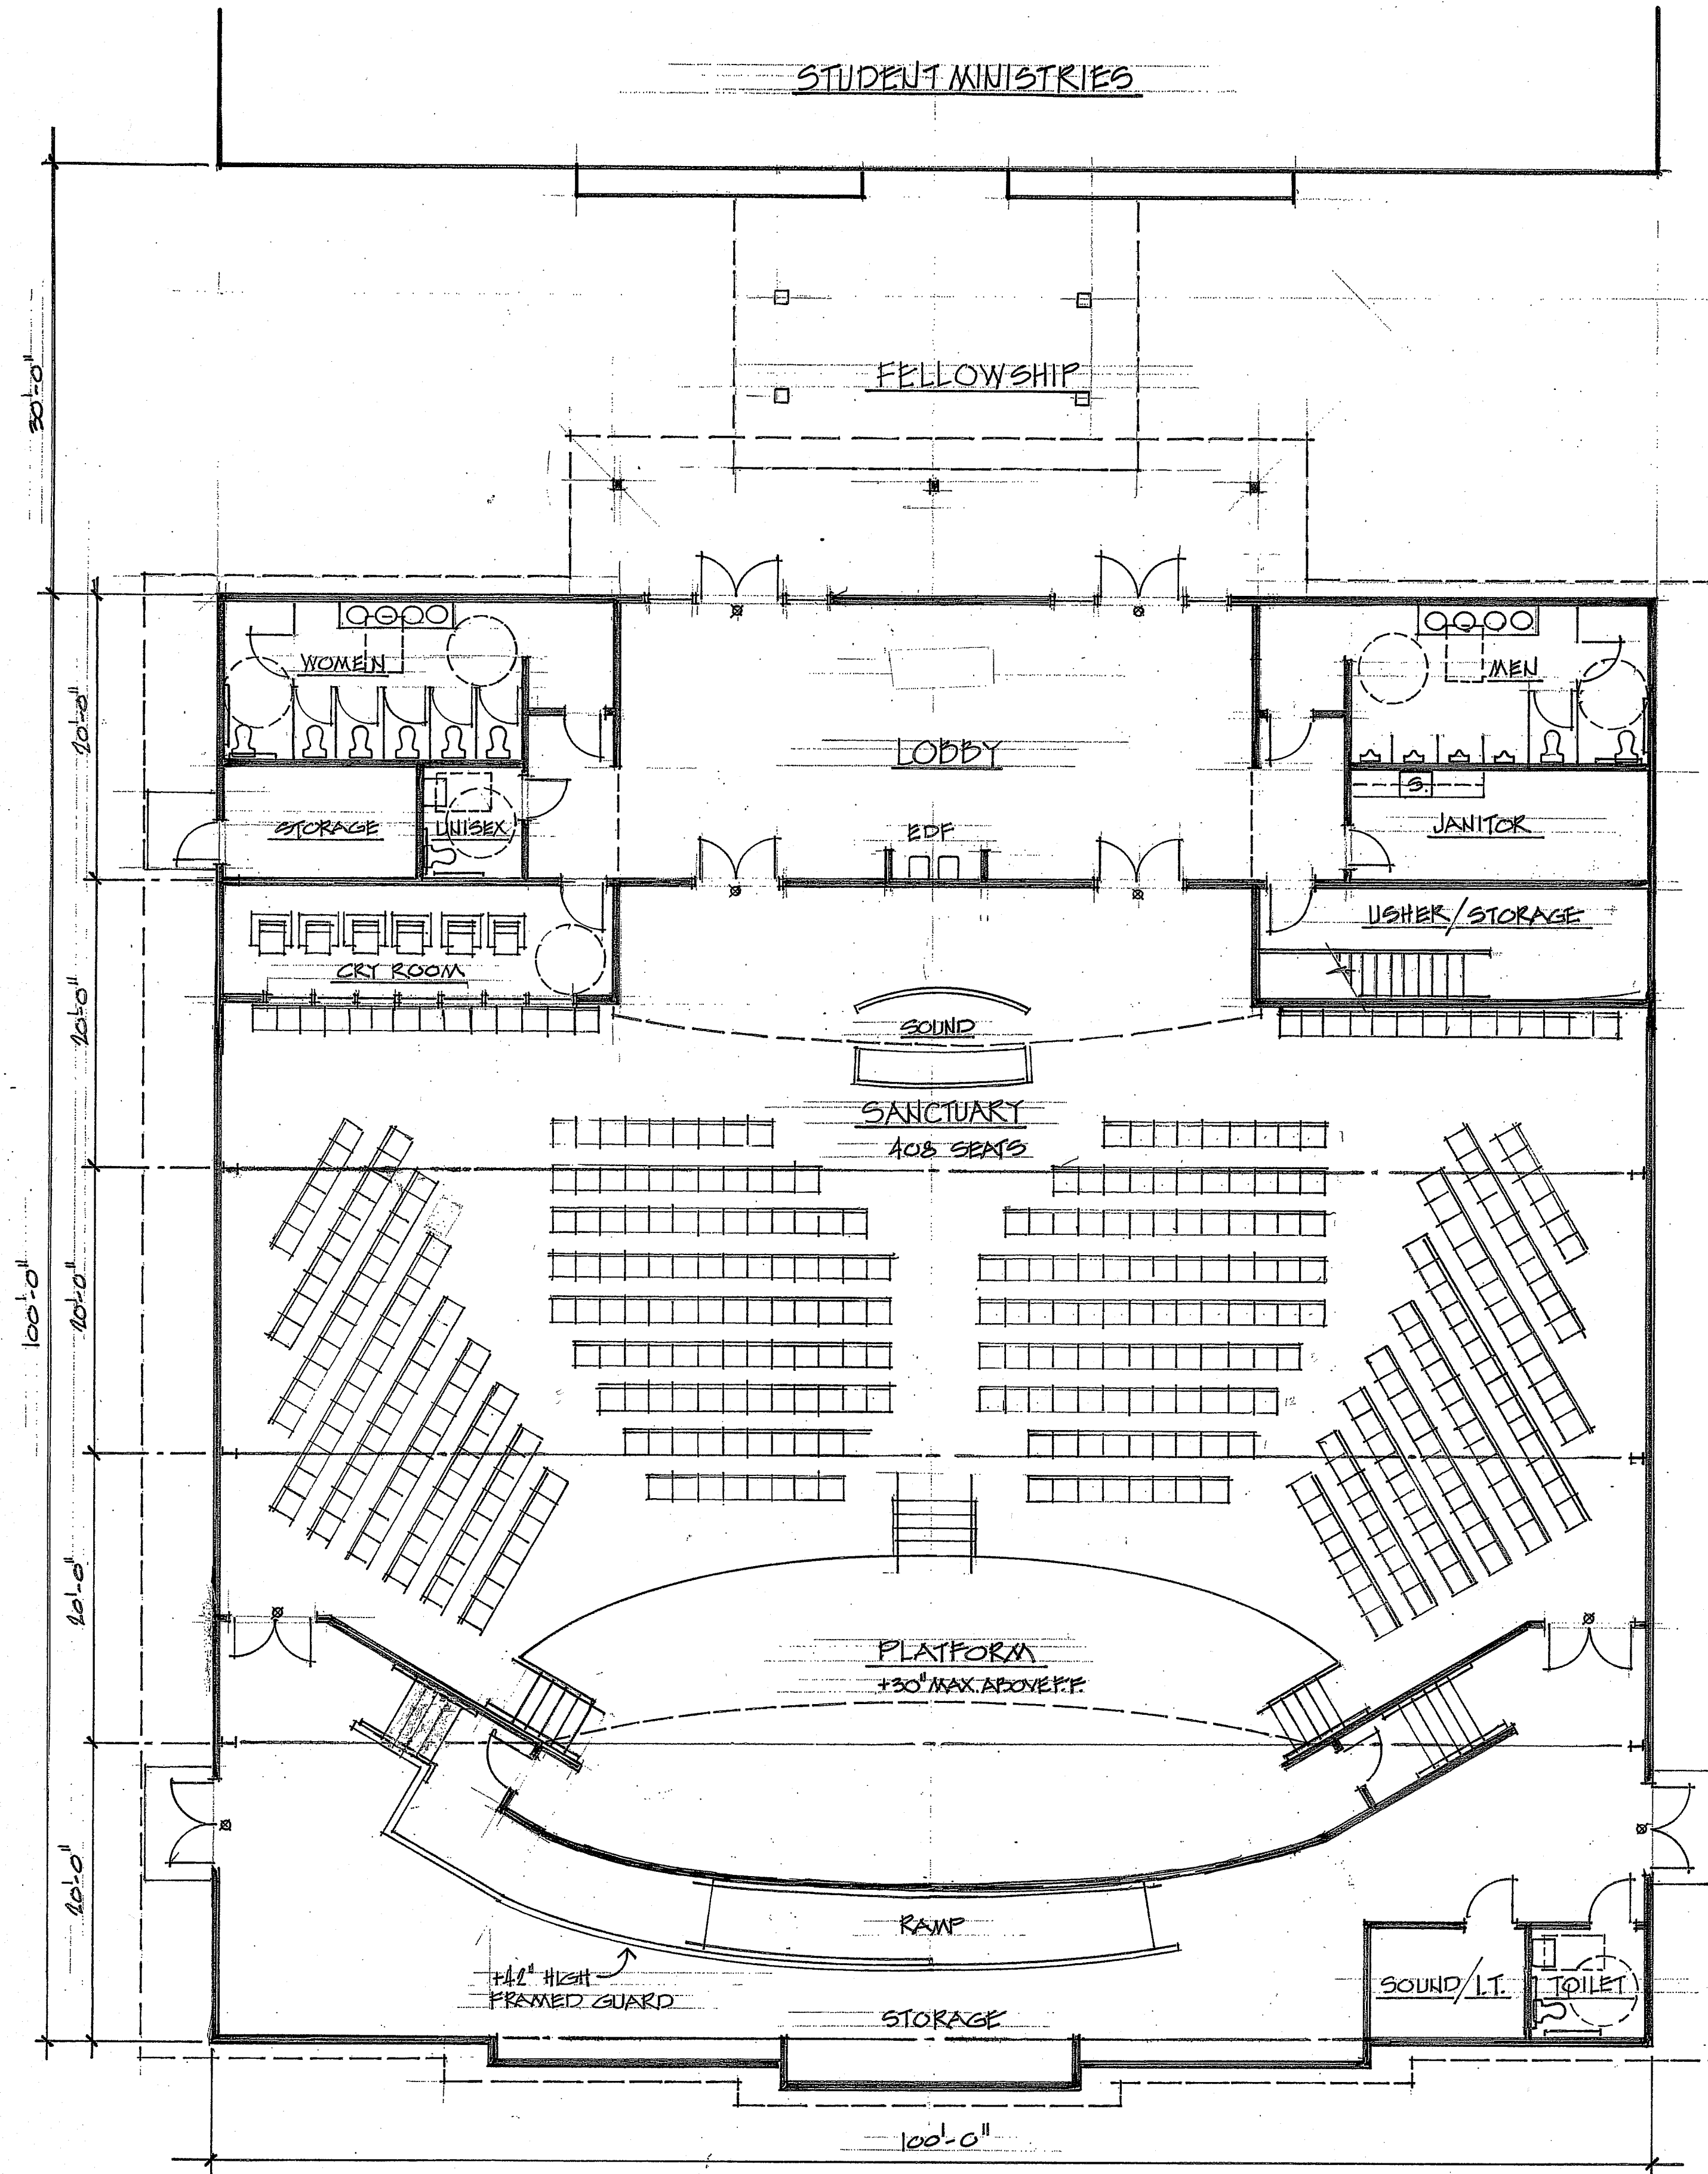 STUDENT MINISTRIES
30'-0"
FELLOWSHIP
WOMEN
MEN
20'-0"
LOBBY
S.
STORAGE
UNISEX
EDF
JANITOR
USHER/STORAGE
CRY ROOM
20'-0"
SOUND
SANCTUARY
408 SEATS
100'-0"
20'-0"
13
20'-0"
PLATFORM
+30" MAX. ABOVE F.F.
20'-0"
RAMP
+42" HIGH
FRAMED GUARD
SOUND/I.T.
TOILET
STORAGE
100'-0"